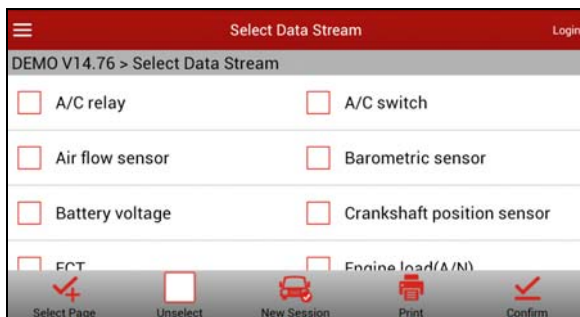 Select Data Stream Login
DEMO V14.76 > Select Data Stream
A/C relay A/C switch
Air flow sensor Barometric sensor
Battery voltage Crankshaft position sensor
ECT Engine load(A/N)
Select Page Unselect New Session Print Confirm